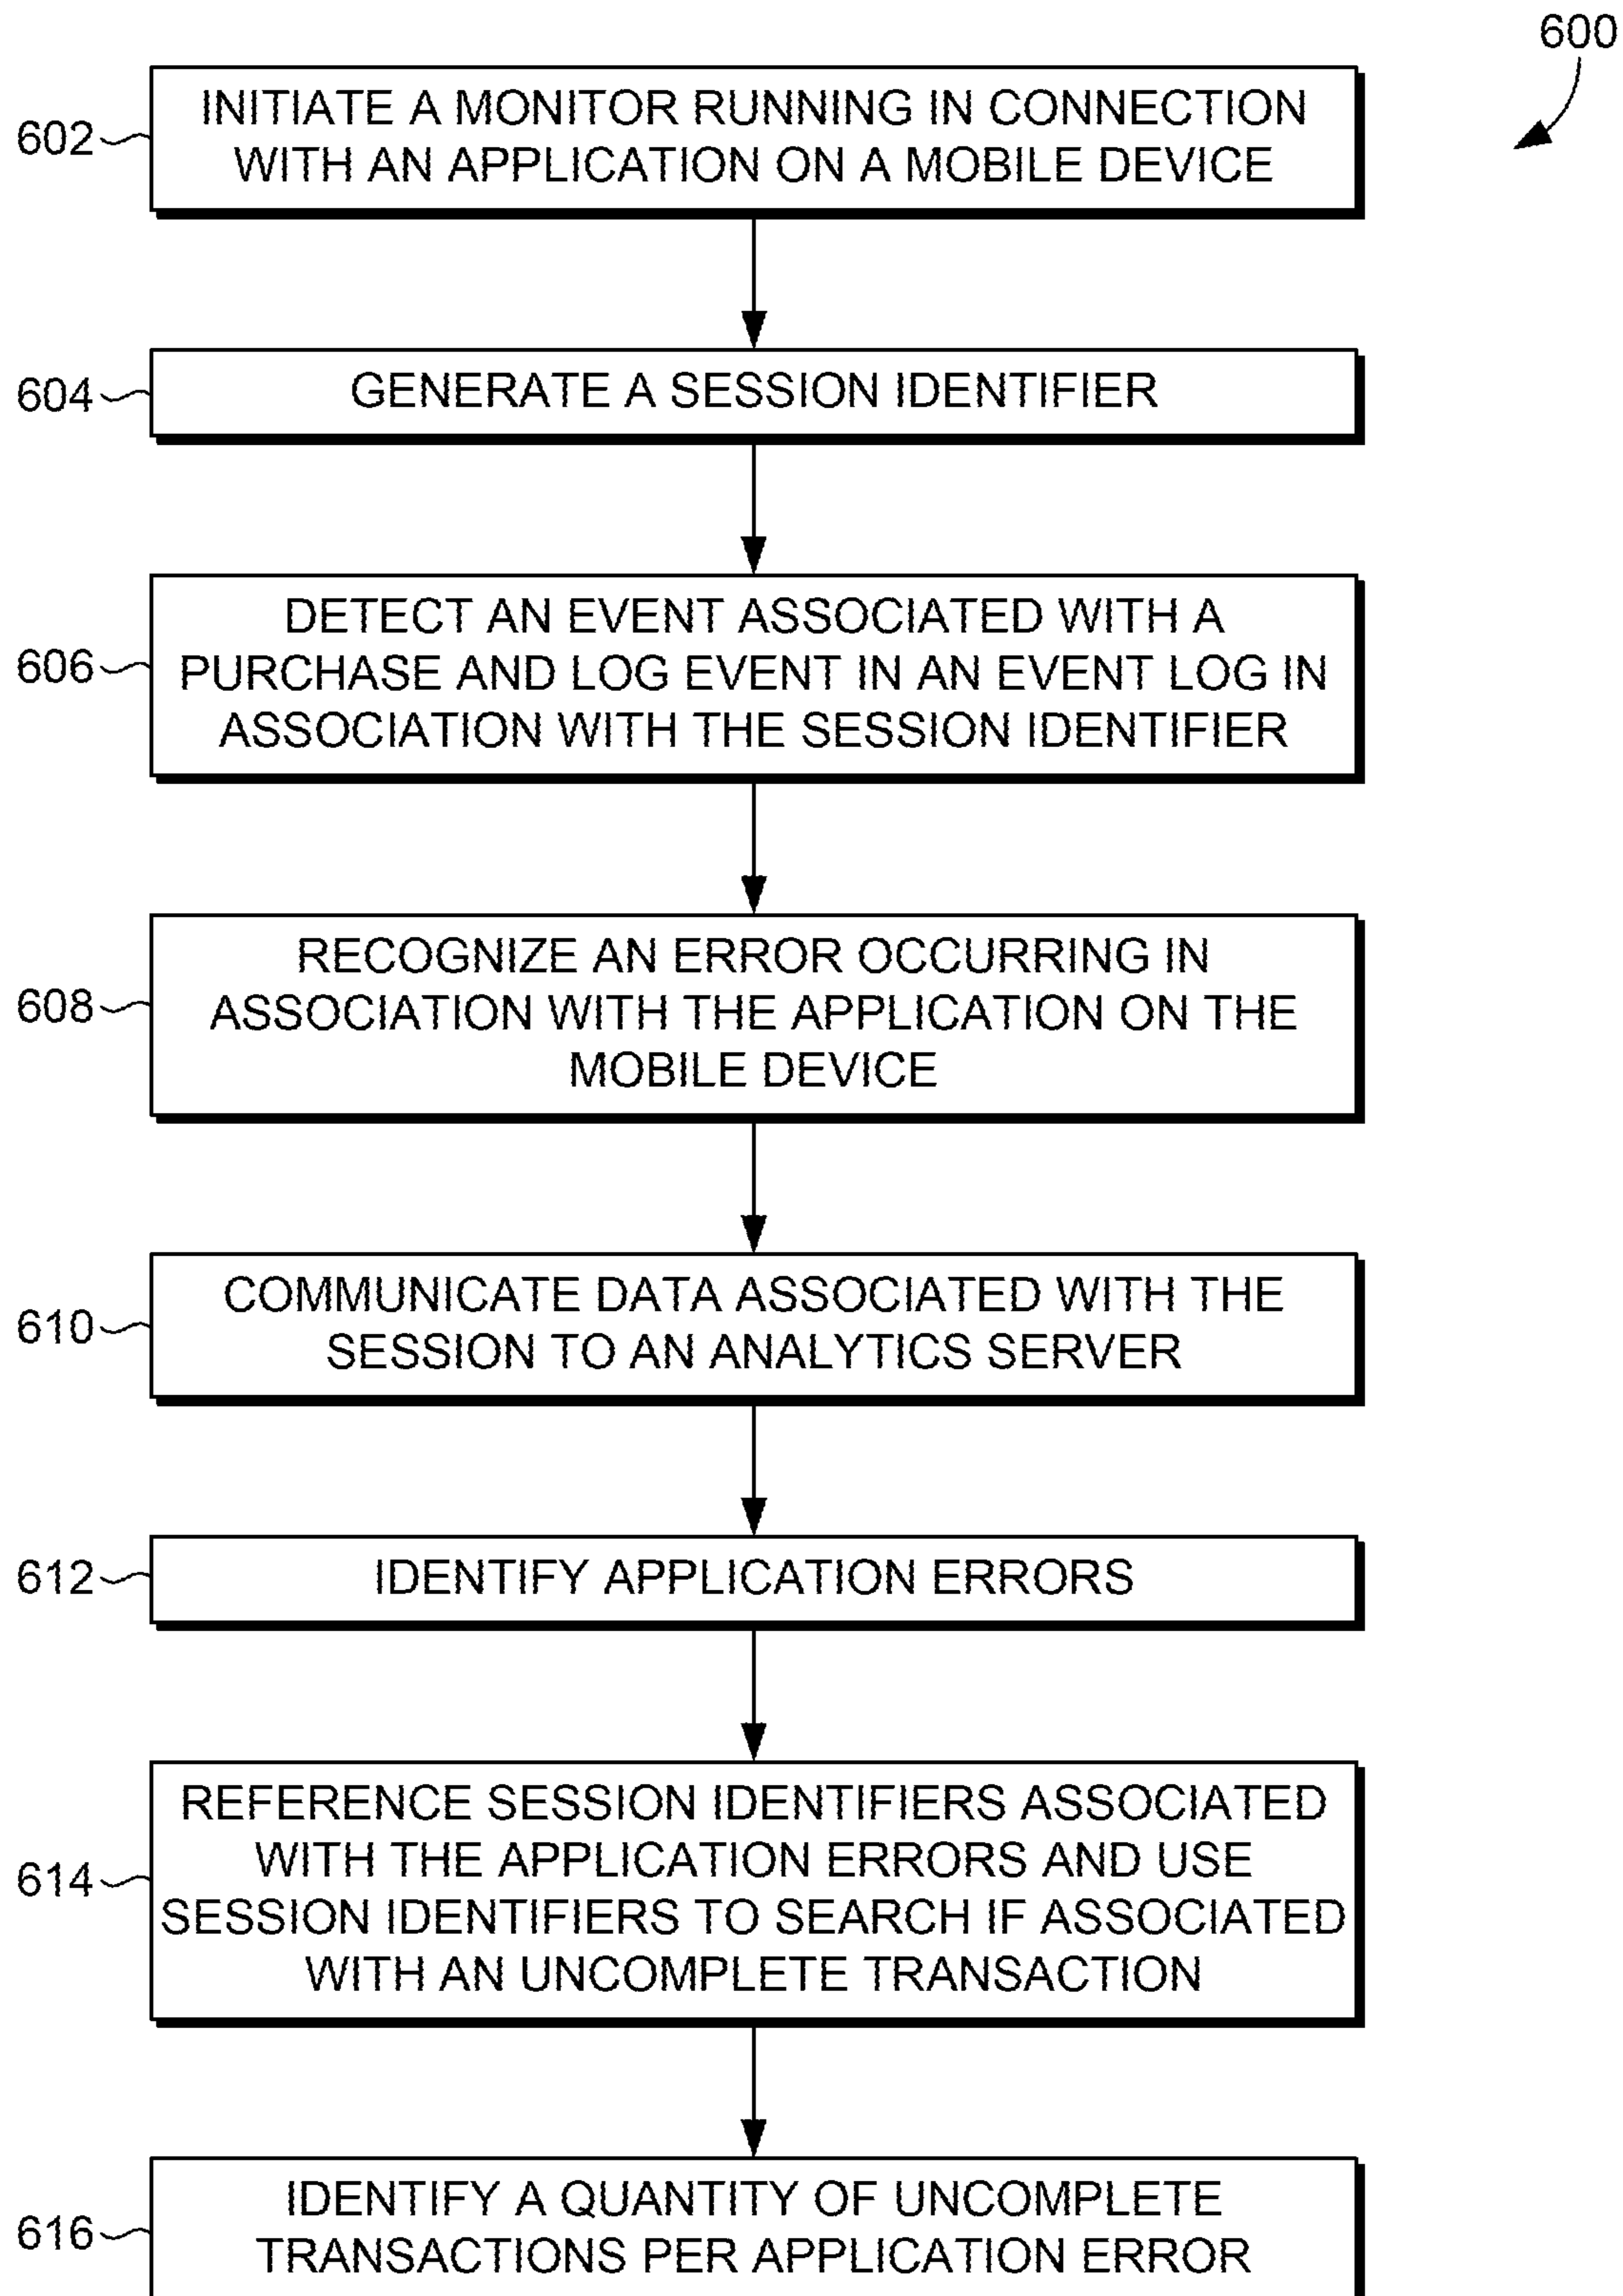 600
602
INITIATE A MONITOR RUNNING IN CONNECTION
WITH AN APPLICATION ON A MOBILE DEVICE
604
GENERATE A SESSION IDENTIFIER
606
DETECT AN EVENT ASSOCIATED WITH A
PURCHASE AND LOG EVENT IN AN EVENT LOG IN
ASSOCIATION WITH THE SESSION IDENTIFIER
608
RECOGNIZE AN ERROR OCCURRING IN
ASSOCIATION WITH THE APPLICATION ON THE
MOBILE DEVICE
610
COMMUNICATE DATA ASSOCIATED WITH THE
SESSION TO AN ANALYTICS SERVER
612
IDENTIFY APPLICATION ERRORS
614
REFERENCE SESSION IDENTIFIERS ASSOCIATED
WITH THE APPLICATION ERRORS AND USE
SESSION IDENTIFIERS TO SEARCH IF ASSOCIATED
WITH AN UNCOMPLETE TRANSACTION
616
IDENTIFY A QUANTITY OF UNCOMPLETE
TRANSACTIONS PER APPLICATION ERROR